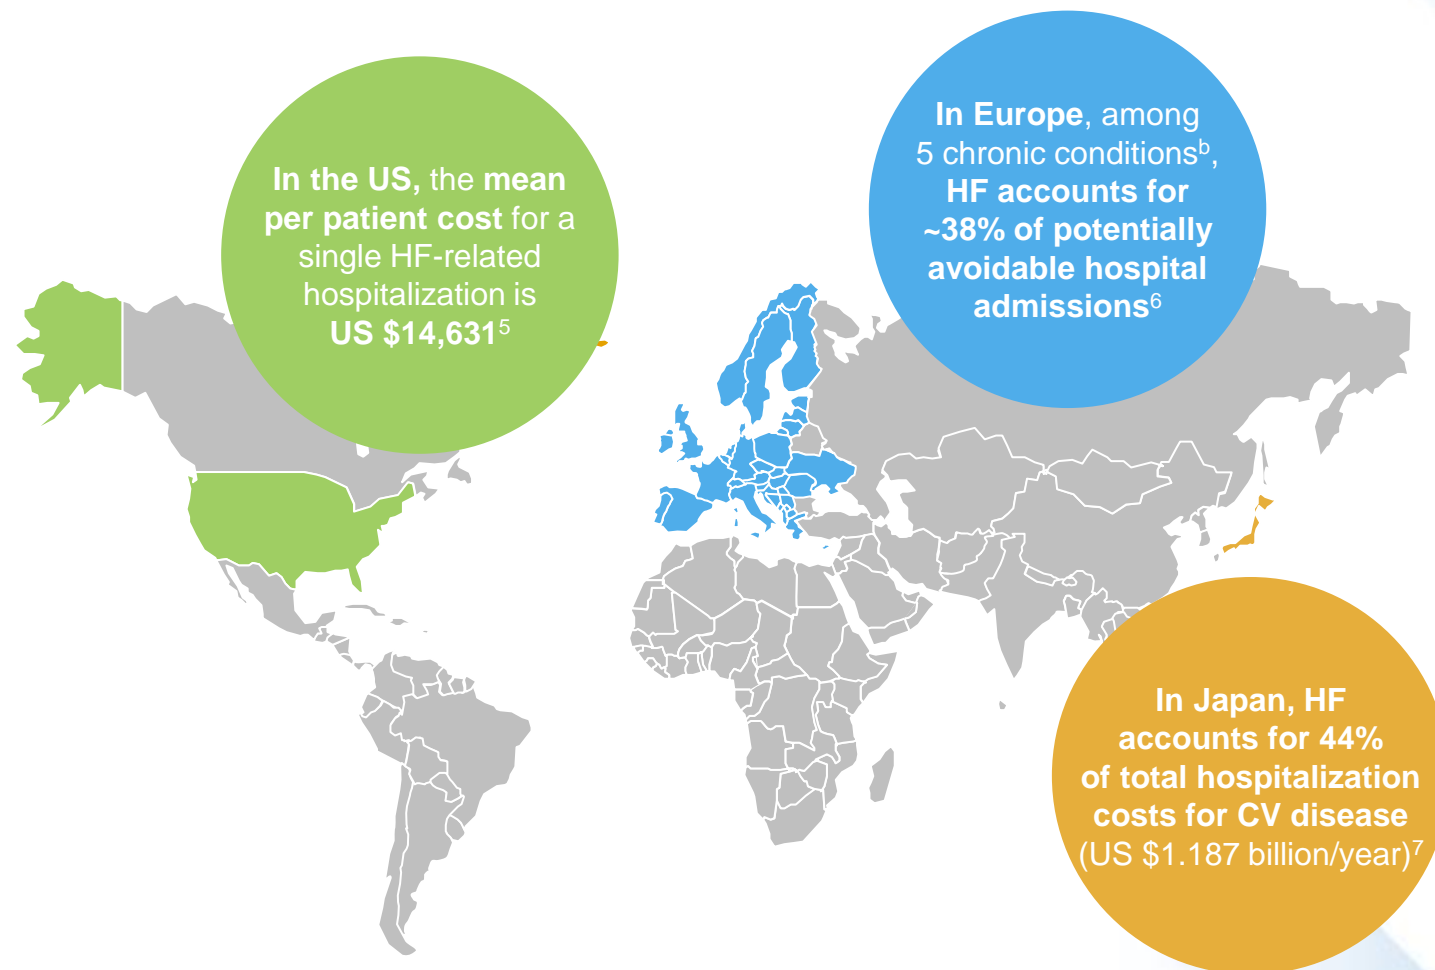 In the US, the mean
per patient cost for a
single HF-related
hospitalization is
US $14,631⁵
In Europe, among
5 chronic conditionsᵇ,
HF accounts for
~38% of potentially
avoidable hospital
admissions⁶
In Japan, HF
accounts for 44%
of total hospitalization
costs for CV disease
(US $1.187 billion/year)⁷